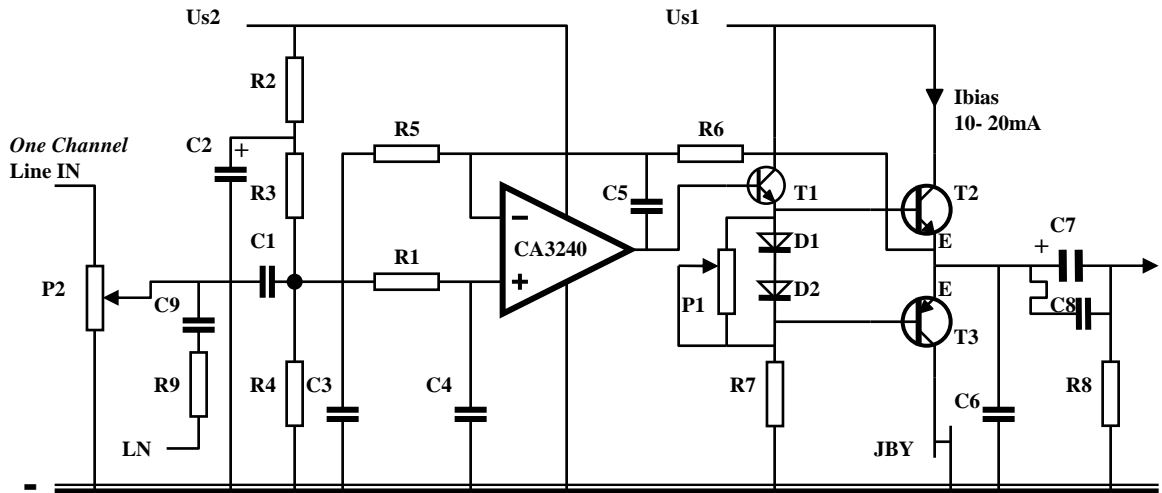 Us2
Us1
R2
Ibias
10- 20mA
One Channel
Line IN
C2
+
R5
R6
R3
C5
T1
T2
C1
R1
−
CA3240
+
D1
E
C7
+
P2
C9
P1
D2
E
C8
T3
R9
R4
C3
C4
R7
C6
R8
LN
JBY
-